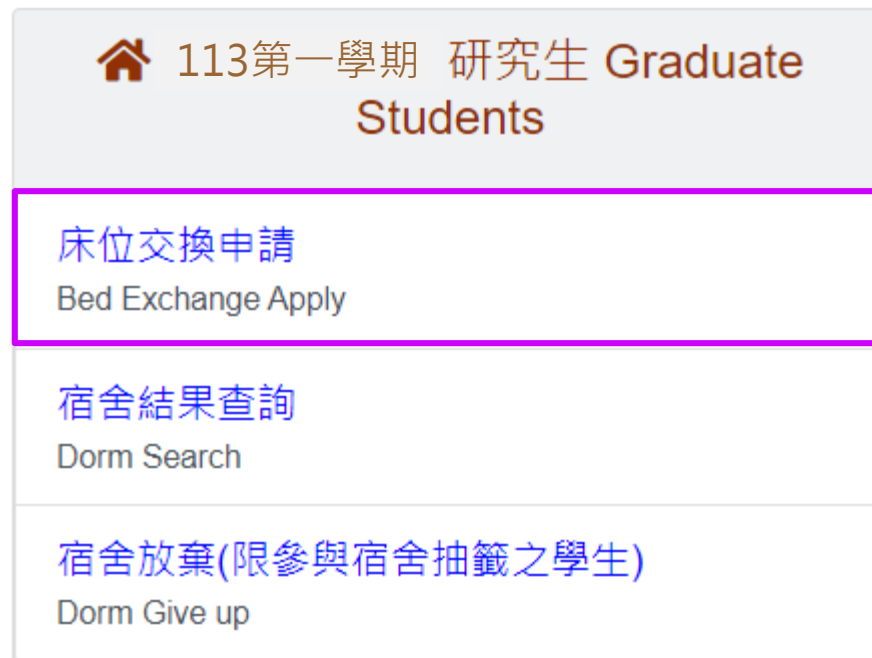 113第一學期 研究生 Graduate
Students
床位交換申請
Bed Exchange Apply
宿舍結果查詢
Dorm Search
宿舍放棄(限參與宿舍抽籤之學生)
Dorm Give up